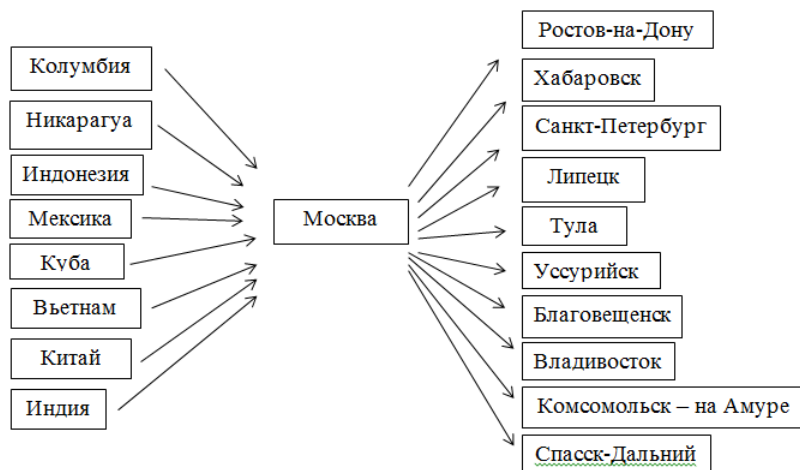 Колумбия
Никарагуа
Индонезия
Мексика
Куба
Вьетнам
Китай
Индия
Москва
Ростов-на-Дону
Хабаровск
Санкт-Петербург
Липецк
Тула
Уссурийск
Благовещенск
Владивосток
Комсомольск – на Амуре
Спасск-Дальний